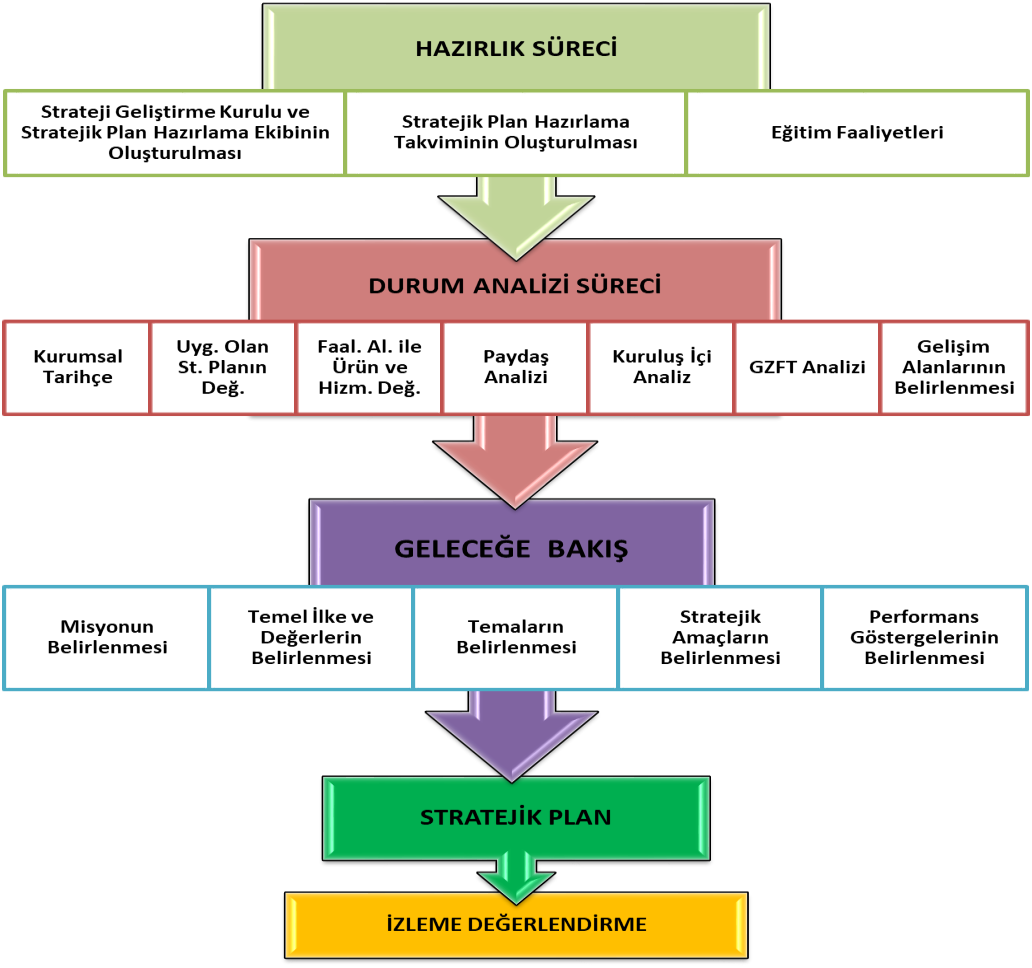 HAZIRLIK SÜRECİ
Strateji Geliştirme Kurulu ve
Stratejik Plan Hazırlama Ekibinin
Oluşturulması
Stratejik Plan Hazırlama
Takviminin Oluşturulması
Eğitim Faaliyetleri
DURUM ANALİZİ SÜRECİ
Kurumsal
Tarihçe
Uyg. Olan
St. Planın
Değ.
Faal. Al. ile
Ürün ve
Hizm. Değ.
Paydaş
Analizi
Kuruluş İçi
Analiz
GZFT Analizi
Gelişim
Alanlarının
Belirlenmesi
GELECEĞE BAKIŞ
Misyonun
Belirlenmesi
Temel İlke ve
Değerlerin
Belirlenmesi
Temaların
Belirlenmesi
Stratejik
Amaçların
Belirlenmesi
Performans
Göstergelerinin
Belirlenmesi
STRATEJİK PLAN
İZLEME DEĞERLENDİRME